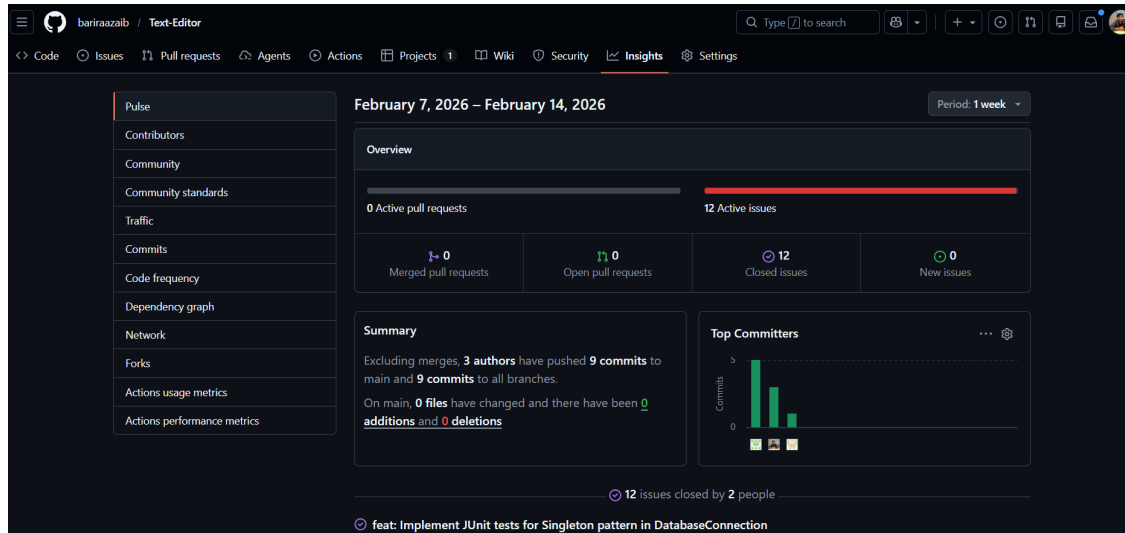 bariraazaib / Text-Editor
Type / to search
Code Issues Pull requests Agents Actions Projects 1 Wiki Security Insights Settings
Pulse
Contributors
Community
Community standards
Traffic
Commits
Code frequency
Dependency graph
Network
Forks
Actions usage metrics
Actions performance metrics
February 7, 2026 – February 14, 2026
Period: 1 week
Overview
0 Active pull requests
12 Active issues
0
Merged pull requests
0
Open pull requests
12
Closed issues
0
New issues
Summary
Excluding merges, 3 authors have pushed 9 commits to
main and 9 commits to all branches.
On main, 0 files have changed and there have been 0
additions and 0 deletions
Top Committers
5
Commits
0
12 issues closed by 2 people
feat: Implement JUnit tests for Singleton pattern in DatabaseConnection